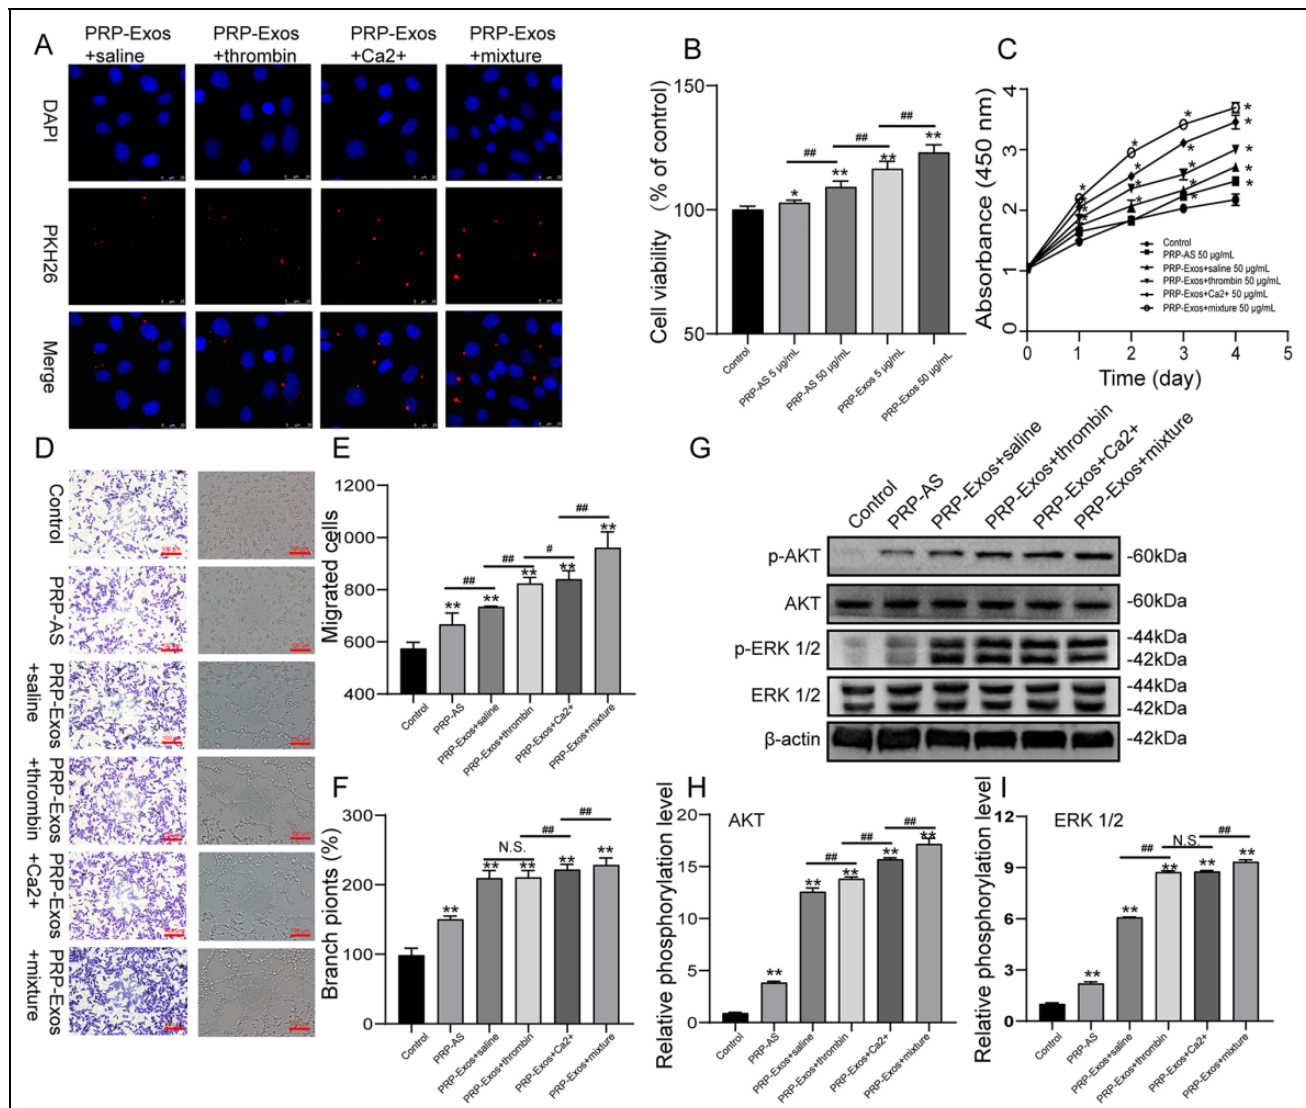 A
PRP-Exos
+saline
PRP-Exos
+thrombin
PRP-Exos
+Ca2+
PRP-Exos
+mixture
DAPI
PKH26
Merge
B
Cell viability (% of control)
150
100
50
*
**
**
**
##
##
##
Control
PRP-AS 5 µg/mL
PRP-AS 50 µg/mL
PRP-Exos 5 µg/mL
PRP-Exos 50 µg/mL
C
Absorbance (450 nm)
4
3
2
1
0
0
1
2
3
4
5
Time (day)
Control
PRP-AS 50 µg/mL
PRP-Exos+saline 50 µg/mL
PRP-Exos+thrombin 50 µg/mL
PRP-Exos+Ca2+ 50 µg/mL
PRP-Exos+mixture 50 µg/mL
D
Control
PRP-AS
PRP-Exos
+saline
PRP-Exos
+thrombin
PRP-Exos
+Ca2+
PRP-Exos
+mixture
E
Migrated cells
1200
1000
800
600
400
**
**
**
**
**
##
##
#
##
Control
PRP-AS
PRP-Exos+saline
PRP-Exos+thrombin
PRP-Exos+Ca2+
PRP-Exos+mixture
F
Branch pionts (%)
300
200
100
0
**
**
**
**
**
N.S.
##
##
Control
PRP-AS
PRP-Exos+saline
PRP-Exos+thrombin
PRP-Exos+Ca2+
PRP-Exos+mixture
G
Control
PRP-AS
PRP-Exos+saline
PRP-Exos+thrombin
PRP-Exos+Ca2+
PRP-Exos+mixture
p-AKT
-60kDa
AKT
-60kDa
p-ERK 1/2
-44kDa
-42kDa
ERK 1/2
-44kDa
-42kDa
β-actin
-42kDa
H
AKT
Relative phosphorylation level
20
15
10
5
0
**
**
**
**
**
##
##
##
Control
PRP-AS
PRP-Exos+saline
PRP-Exos+thrombin
PRP-Exos+Ca2+
PRP-Exos+mixture
I
ERK 1/2
Relative phosphorylation level
12
9
6
3
0
**
**
**
**
**
##
N.S.
##
Control
PRP-AS
PRP-Exos+saline
PRP-Exos+thrombin
PRP-Exos+Ca2+
PRP-Exos+mixture